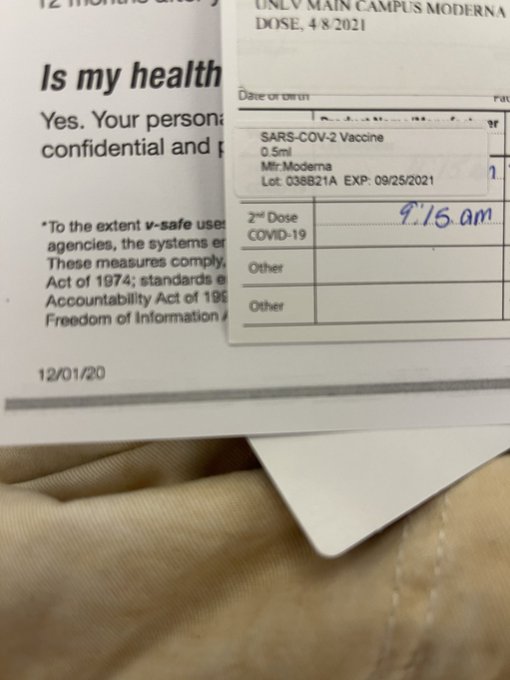 UNLV MAIN CAMPUS MODERNA
DOSE, 4/8/2021
Is my health
Yes. Your persona
confidential and p
Date of Birth
SARS-COV-2 Vaccine
0.5ml
Mfr:Moderna
Lot: 038B21A EXP: 09/25/2021
2nd Dose
COVID-19
9:15 am
Other
Other
*To the extent v-safe uses
agencies, the systems em
These measures comply,
Act of 1974; standards e
Accountability Act of 199
Freedom of Information A
12/01/20